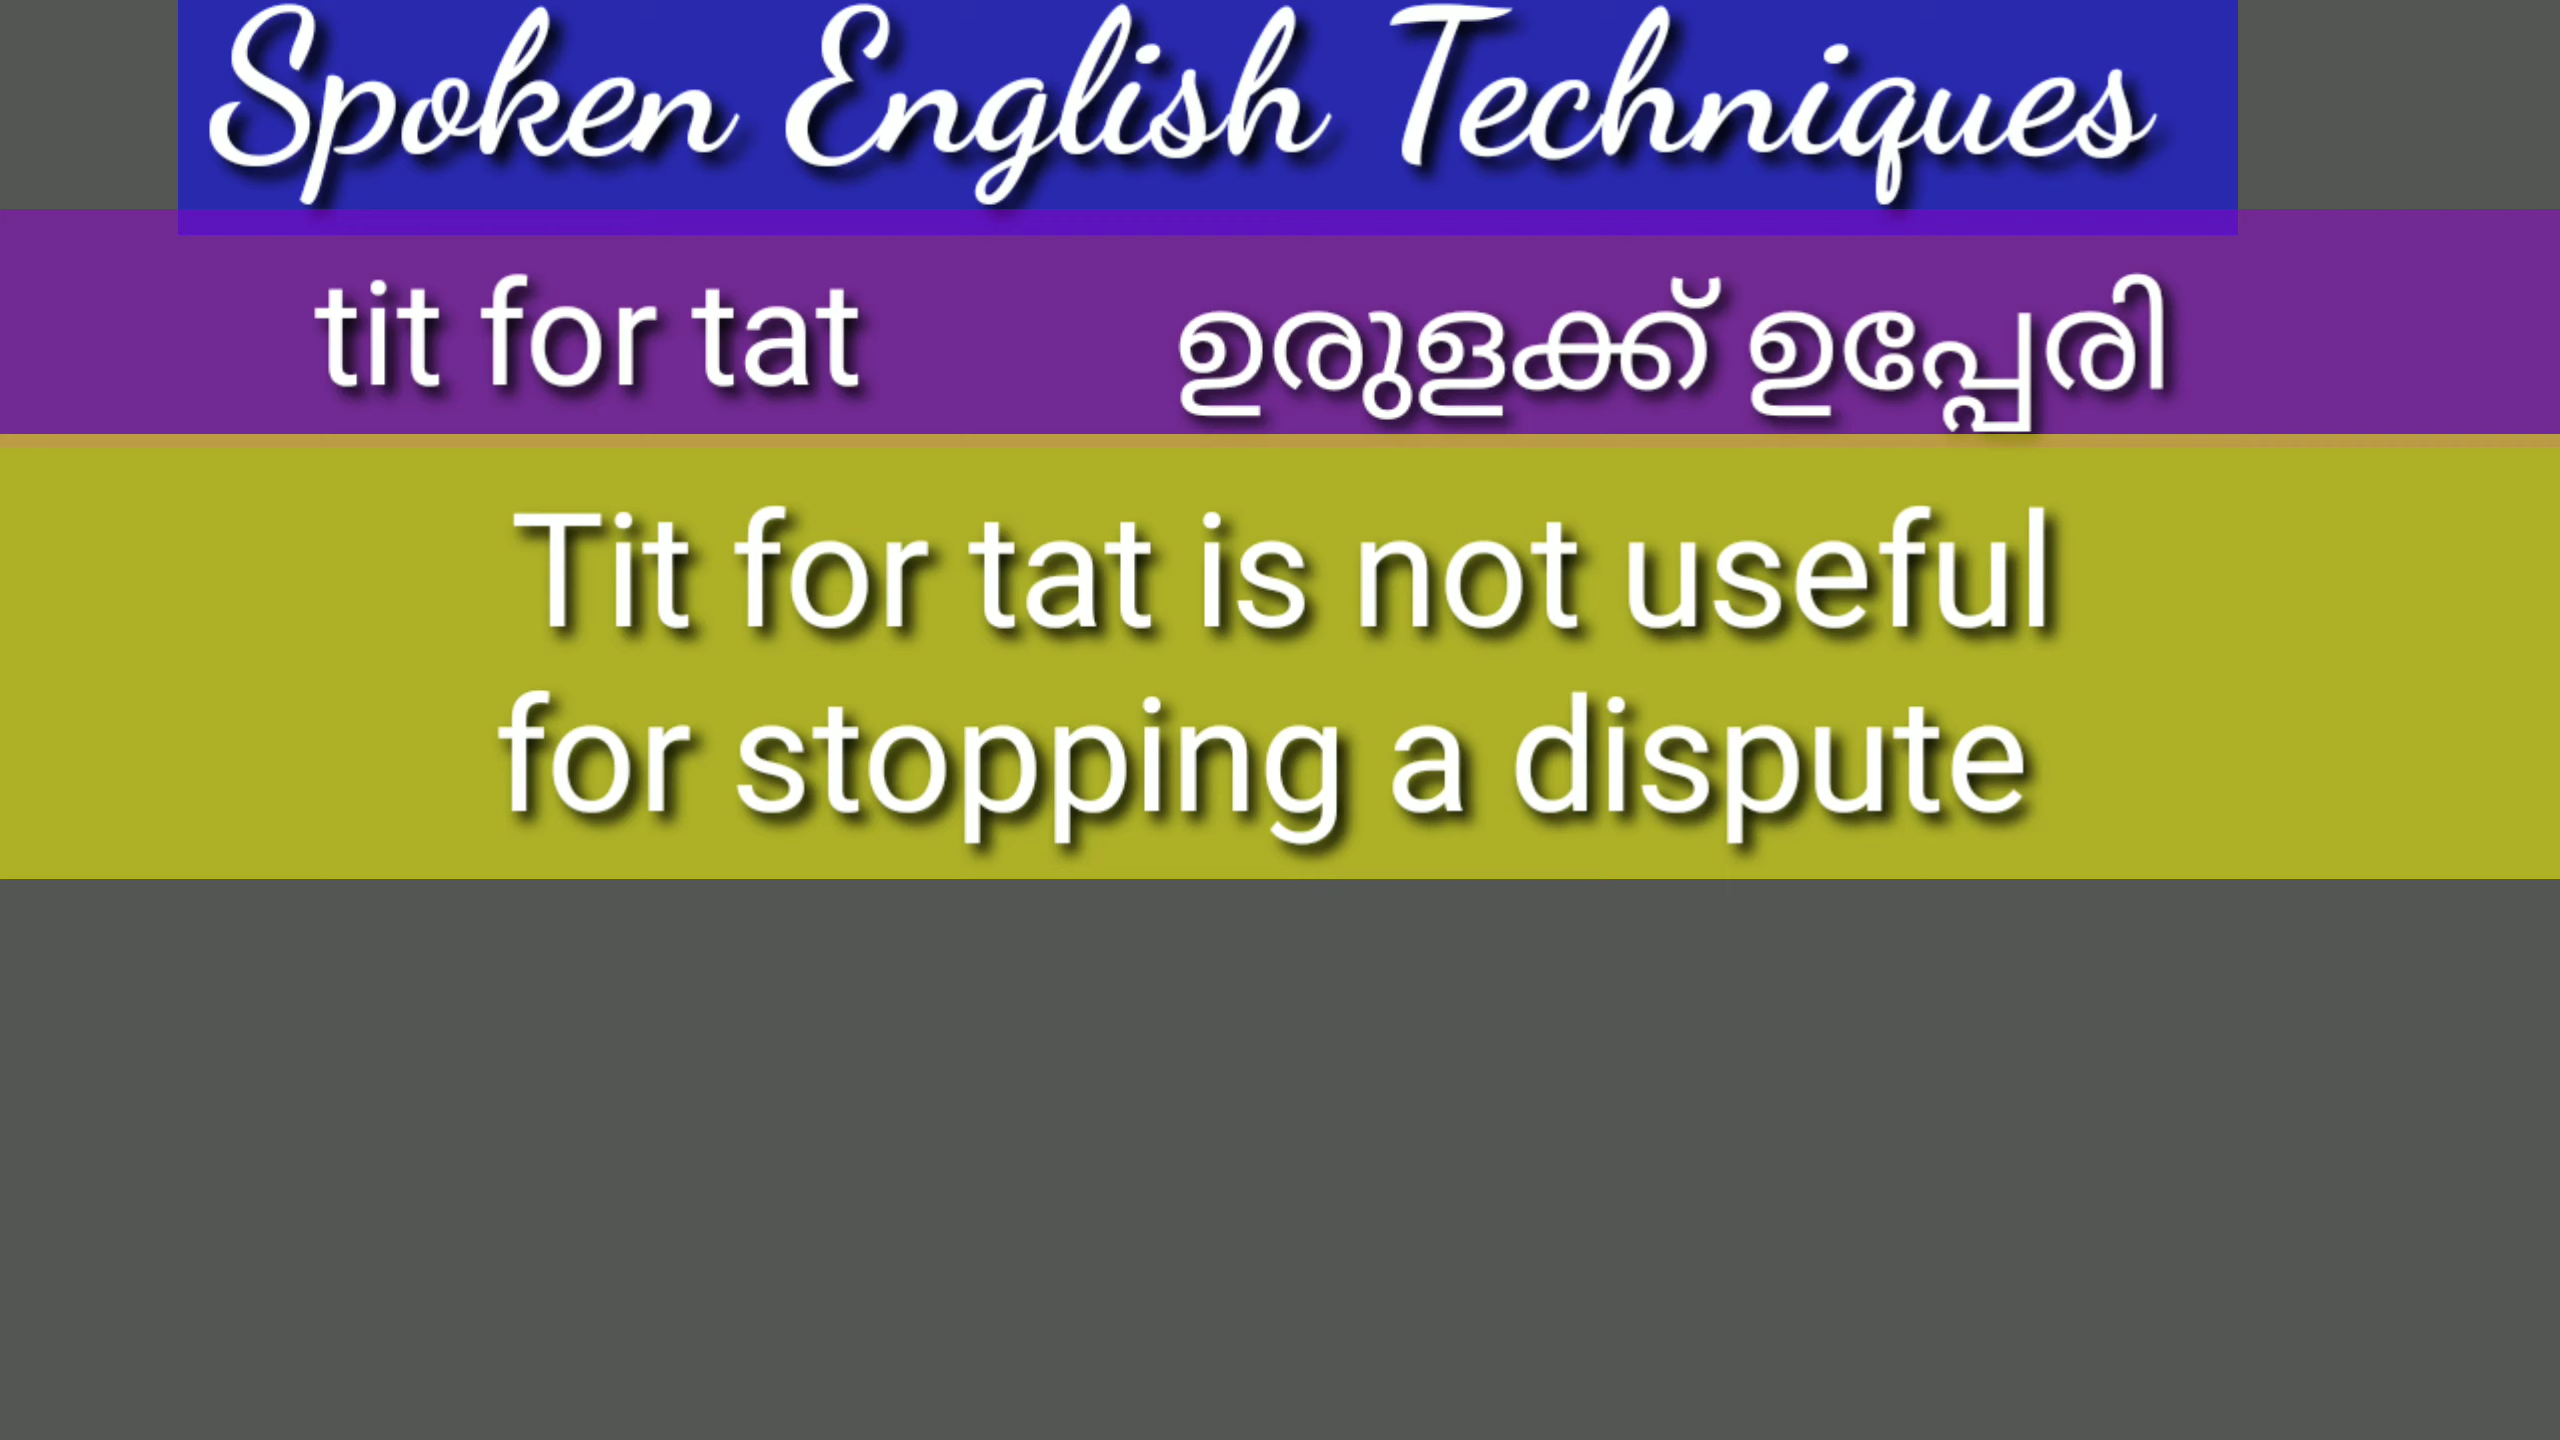 Spoken English Techniques
tit for tat ഉരുളക്ക് ഉപ്പേരി
Tit for tat is not useful
for stopping a dispute